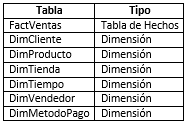 Tabla Tipo
FactVentas Tabla de Hechos
DimCliente Dimensión
DimProducto Dimensión
DimTienda Dimensión
DimTiempo Dimensión
DimVendedor Dimensión
DimMetodoPago Dimensión